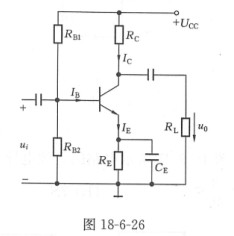 +U_CC
R_B1
R_C
I_C
I_B
+
I_E
R_L
u_0
u_i
R_B2
R_E
C_E
−
图 18-6-26